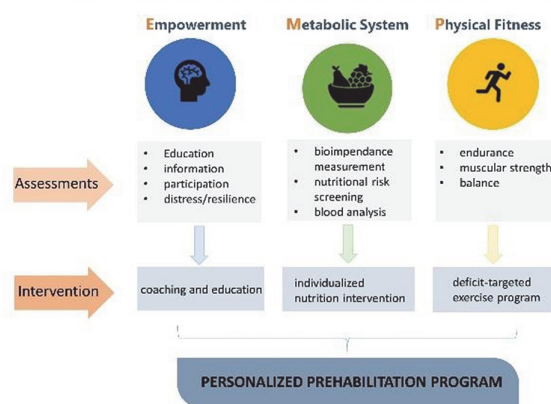 Empowerment
Metabolic System
Physical Fitness
Assessments
• Education
• information
• participation
• distress/resilience
• bioimpendance
measurement
• nutritional risk
screening
• blood analysis
• endurance
• muscular strength
• balance
Intervention
coaching and education
individualized
nutrition intervention
deficit-targeted
exercise program
PERSONALIZED PREHABILITATION PROGRAM